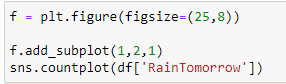 f = plt.figure(figsize=(25,8))
f.add_subplot(1,2,1)
sns.countplot(df['RainTomorrow'])